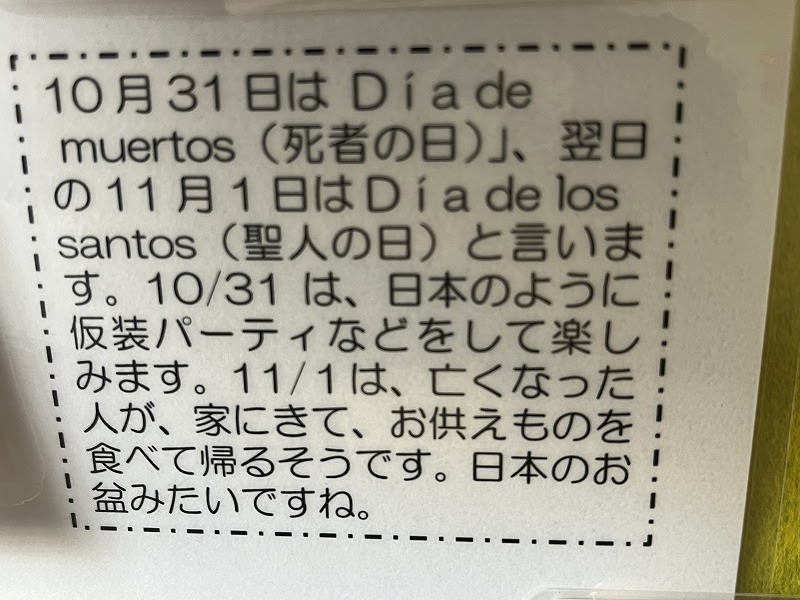 10月31日は Día de
muertos（死者の日)」、翌日
の11月1日はDía de los
santos（聖人の日）と言いま
す。10/31 は、日本のように
仮装パーティなどをして楽し
みます。11/1は、亡くなった
人が、家にきて、お供えものを
食べて帰るそうです。日本のお
盆みたいですね。